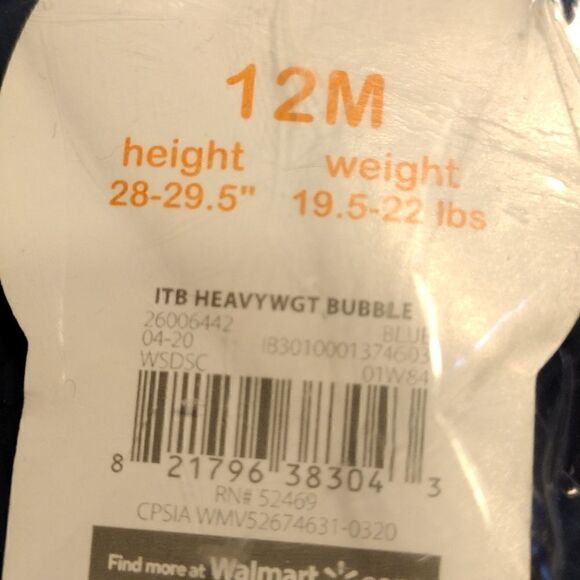 12M
height weight
28-29.5" 19.5-22 lbs
ITB HEAVYWGT BUBBLE
26006442 BLUE
04-20 IB3010001374603
WSDSC 01W84
8 21796 38304 3
RN# 52469
CPSIA WMV52674631-0320
Find more at Walmart